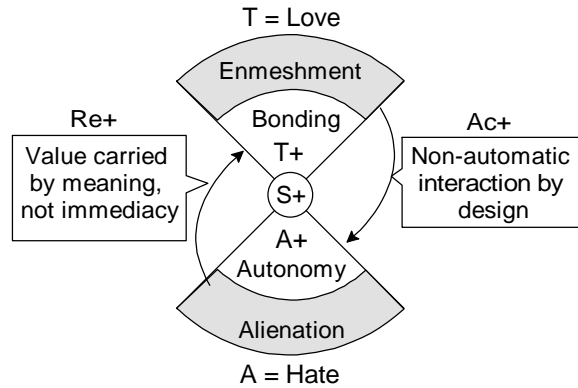 T = Love
Enmeshment
Bonding
T+
Re+
Value carried
by meaning,
not immediacy
S+
Ac+
Non-automatic
interaction by
design
A+
Autonomy
Alienation
A = Hate